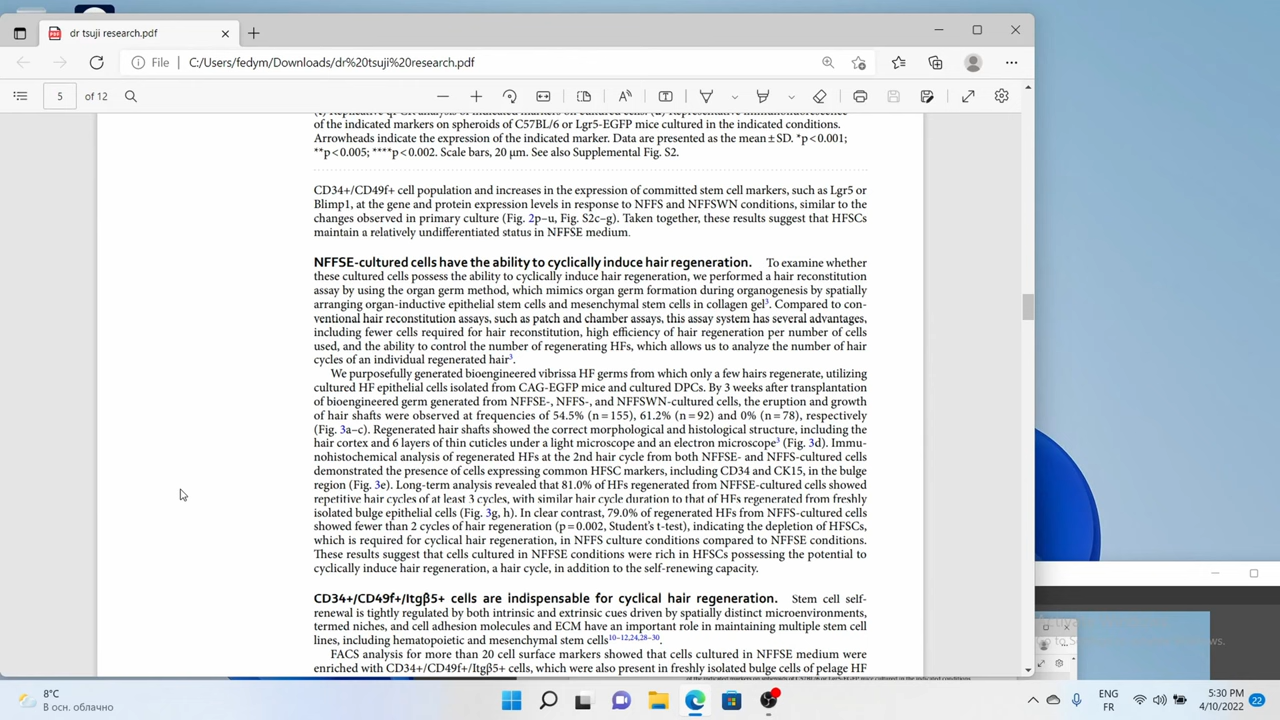 dr tsuji research.pdf
File
C:/Users/fedym/Downloads/dr%20tsuji%20research.pdf
5 of 12
of the indicated markers on spheroids of C57BL/6 or Lgr5-EGFP mice cultured in the indicated conditions.
Arrowheads indicate the expression of the indicated marker. Data are presented as the mean ± SD. *p < 0.001;
**p < 0.005; ****p < 0.002. Scale bars, 20 μm. See also Supplemental Fig. S2.
CD34+/CD49f+ cell population and increases in the expression of committed stem cell markers, such as Lgr5 or
Blimp1, at the gene and protein expression levels in response to NFFS and NFFSWN conditions, similar to the
changes observed in primary culture (Fig. 2p–u, Fig. S2c–g). Taken together, these results suggest that HFSCs
maintain a relatively undifferentiated status in NFFSE medium.
NFFSE-cultured cells have the ability to cyclically induce hair regeneration. To examine whether
these cultured cells possess the ability to cyclically induce hair regeneration, we performed a hair reconstitution
assay by using the organ germ method, which mimics organ germ formation during organogenesis by spatially
arranging organ-inductive epithelial stem cells and mesenchymal stem cells in collagen gel3. Compared to con-
ventional hair reconstitution assays, such as patch and chamber assays, this assay system has several advantages,
including fewer cells required for hair reconstitution, high efficiency of hair regeneration per number of cells
used, and the ability to control the number of regenerating HFs, which allows us to analyze the number of hair
cycles of an individual regenerated hair3.
We purposefully generated bioengineered vibrissa HF germs from which only a few hairs regenerate, utilizing
cultured HF epithelial cells isolated from CAG-EGFP mice and cultured DPCs. By 3 weeks after transplantation
of bioengineered germ generated from NFFSE-, NFFS-, and NFFSWN-cultured cells, the eruption and growth
of hair shafts were observed at frequencies of 54.5% (n = 155), 61.2% (n = 92) and 0% (n = 78), respectively
(Fig. 3a–c). Regenerated hair shafts showed the correct morphological and histological structure, including the
hair cortex and 6 layers of thin cuticles under a light microscope and an electron microscope3 (Fig. 3d). Immu-
nohistochemical analysis of regenerated HFs at the 2nd hair cycle from both NFFSE- and NFFS-cultured cells
demonstrated the presence of cells expressing common HFSC markers, including CD34 and CK15, in the bulge
region (Fig. 3e). Long-term analysis revealed that 81.0% of HFs regenerated from NFFSE-cultured cells showed
repetitive hair cycles of at least 3 cycles, with similar hair cycle duration to that of HFs regenerated from freshly
isolated bulge epithelial cells (Fig. 3g, h). In clear contrast, 79.0% of regenerated HFs from NFFS-cultured cells
showed fewer than 2 cycles of hair regeneration (p = 0.002, Student's t-test), indicating the depletion of HFSCs,
which is required for cyclical hair regeneration, in NFFS culture conditions compared to NFFSE conditions.
These results suggest that cells cultured in NFFSE conditions were rich in HFSCs possessing the potential to
cyclically induce hair regeneration, a hair cycle, in addition to the self-renewing capacity.
CD34+/CD49f+/Itgβ5+ cells are indispensable for cyclical hair regeneration. Stem cell self-
renewal is tightly regulated by both intrinsic and extrinsic cues driven by spatially distinct microenvironments,
termed niches, and cell adhesion molecules and ECM have an important role in maintaining multiple stem cell
lines, including hematopoietic and mesenchymal stem cells10–12,24,28–30.
FACS analysis for more than 20 cell surface markers showed that cells cultured in NFFSE medium were
enriched with CD34+/CD49f+/Itgβ5+ cells, which were also present in freshly isolated bulge cells of pelage HF
8°C
В осн. облачно
ENG
FR
5:30 PM
4/10/2022
22